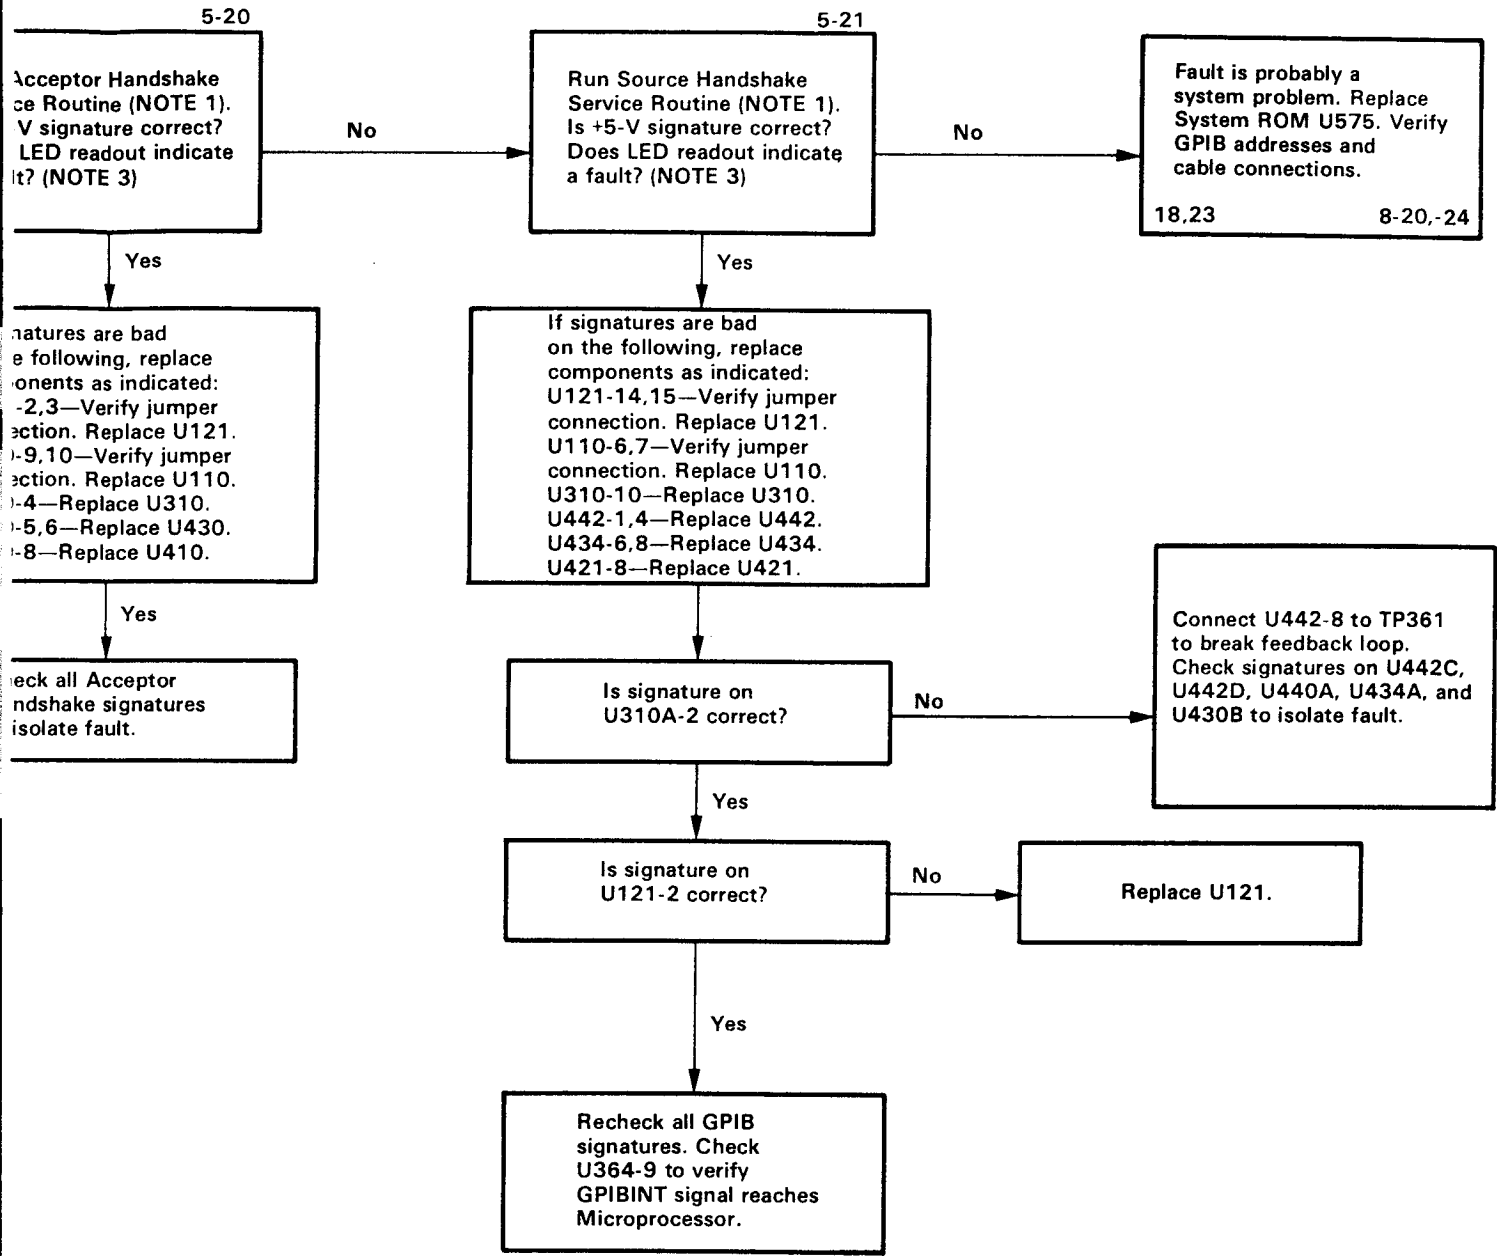 5-20
Acceptor Handshake
ce Routine (NOTE 1).
V signature correct?
LED readout indicate
lt? (NOTE 3)
No
Yes
natures are bad
e following, replace
onents as indicated:
-2,3—Verify jumper
ection. Replace U121.
-9,10—Verify jumper
ection. Replace U110.
-4—Replace U310.
-5,6—Replace U430.
-8—Replace U410.
Yes
eck all Acceptor
ndshake signatures
isolate fault.
5-21
Run Source Handshake
Service Routine (NOTE 1).
Is +5-V signature correct?
Does LED readout indicate
a fault? (NOTE 3)
No
Yes
If signatures are bad
on the following, replace
components as indicated:
U121-14,15—Verify jumper
connection. Replace U121.
U110-6,7—Verify jumper
connection. Replace U110.
U310-10—Replace U310.
U442-1,4—Replace U442.
U434-6,8—Replace U434.
U421-8—Replace U421.
Is signature on
U310A-2 correct?
No
Yes
Is signature on
U121-2 correct?
No
Yes
Recheck all GPIB
signatures. Check
U364-9 to verify
GPIBINT signal reaches
Microprocessor.
Fault is probably a
system problem. Replace
System ROM U575. Verify
GPIB addresses and
cable connections.
18,23 8-20,-24
Connect U442-8 to TP361
to break feedback loop.
Check signatures on U442C,
U442D, U440A, U434A, and
U430B to isolate fault.
Replace U121.